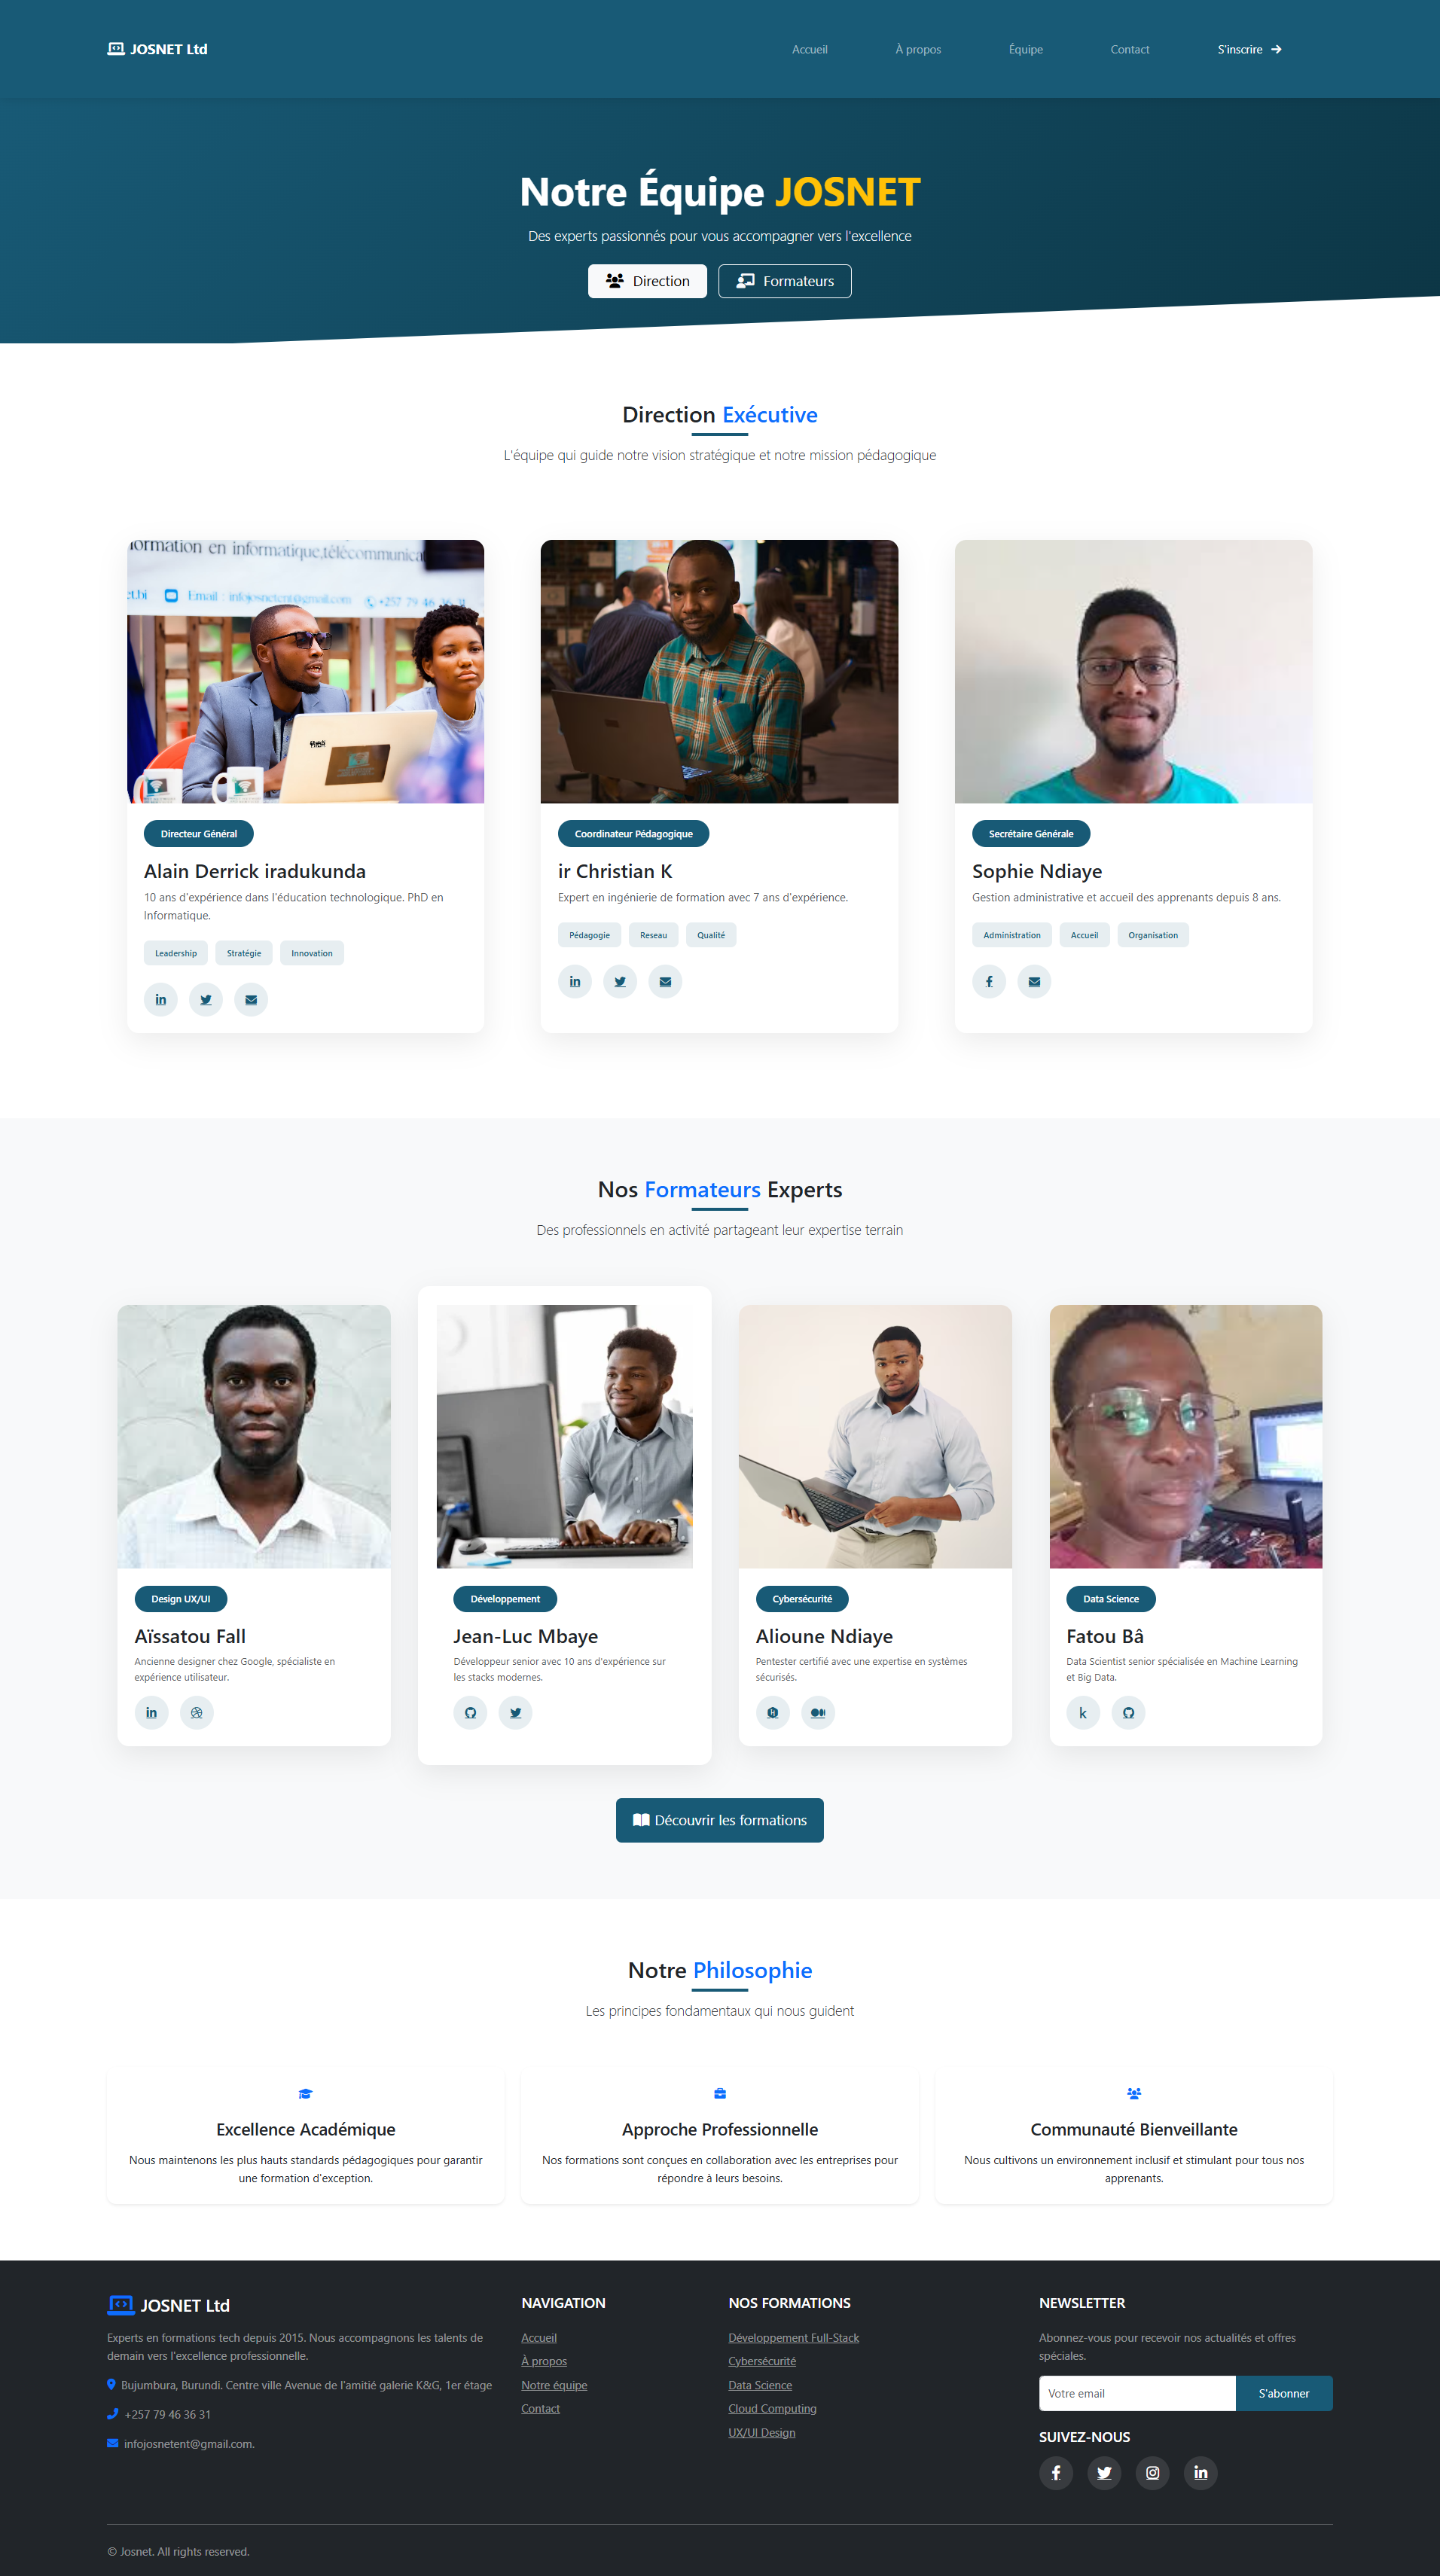 JOSNET Ltd
Accueil
À propos
Équipe
Contact
S'inscrire
Notre Équipe JOSNET
Des experts passionnés pour vous accompagner vers l'excellence
Direction
Formateurs
Direction Exécutive
L'équipe qui guide notre vision stratégique et notre mission pédagogique
formation en informatique,télécommunicat
et.bi Email : infojosnetent@gmail.com +257 79 46 36 31
Directeur Général
Alain Derrick iradukunda
10 ans d'expérience dans l'éducation technologique. PhD en
Informatique.
Leadership
Stratégie
Innovation
Coordinateur Pédagogique
ir Christian K
Expert en ingénierie de formation avec 7 ans d'expérience.
Pédagogie
Reseau
Qualité
Secrétaire Générale
Sophie Ndiaye
Gestion administrative et accueil des apprenants depuis 8 ans.
Administration
Accueil
Organisation
Nos Formateurs Experts
Des professionnels en activité partageant leur expertise terrain
Design UX/UI
Aïssatou Fall
Ancienne designer chez Google, spécialiste en
expérience utilisateur.
Développement
Jean-Luc Mbaye
Développeur senior avec 10 ans d'expérience sur
les stacks modernes.
Cybersécurité
Alioune Ndiaye
Pentester certifié avec une expertise en systèmes
sécurisés.
Data Science
Fatou Bâ
Data Scientist senior spécialisée en Machine Learning
et Big Data.
Découvrir les formations
Notre Philosophie
Les principes fondamentaux qui nous guident
Excellence Académique
Nous maintenons les plus hauts standards pédagogiques pour garantir
une formation d'exception.
Approche Professionnelle
Nos formations sont conçues en collaboration avec les entreprises pour
répondre à leurs besoins.
Communauté Bienveillante
Nous cultivons un environnement inclusif et stimulant pour tous nos
apprenants.
JOSNET Ltd
Experts en formations tech depuis 2015. Nous accompagnons les talents de
demain vers l'excellence professionnelle.
Bujumbura, Burundi. Centre ville Avenue de l'amitié galerie K&G, 1er étage
+257 79 46 36 31
infojosnetent@gmail.com.
NAVIGATION
Accueil
À propos
Notre équipe
Contact
NOS FORMATIONS
Développement Full-Stack
Cybersécurité
Data Science
Cloud Computing
UX/UI Design
NEWSLETTER
Abonnez-vous pour recevoir nos actualités et offres
spéciales.
Votre email
S'abonner
SUIVEZ-NOUS
© Josnet. All rights reserved.